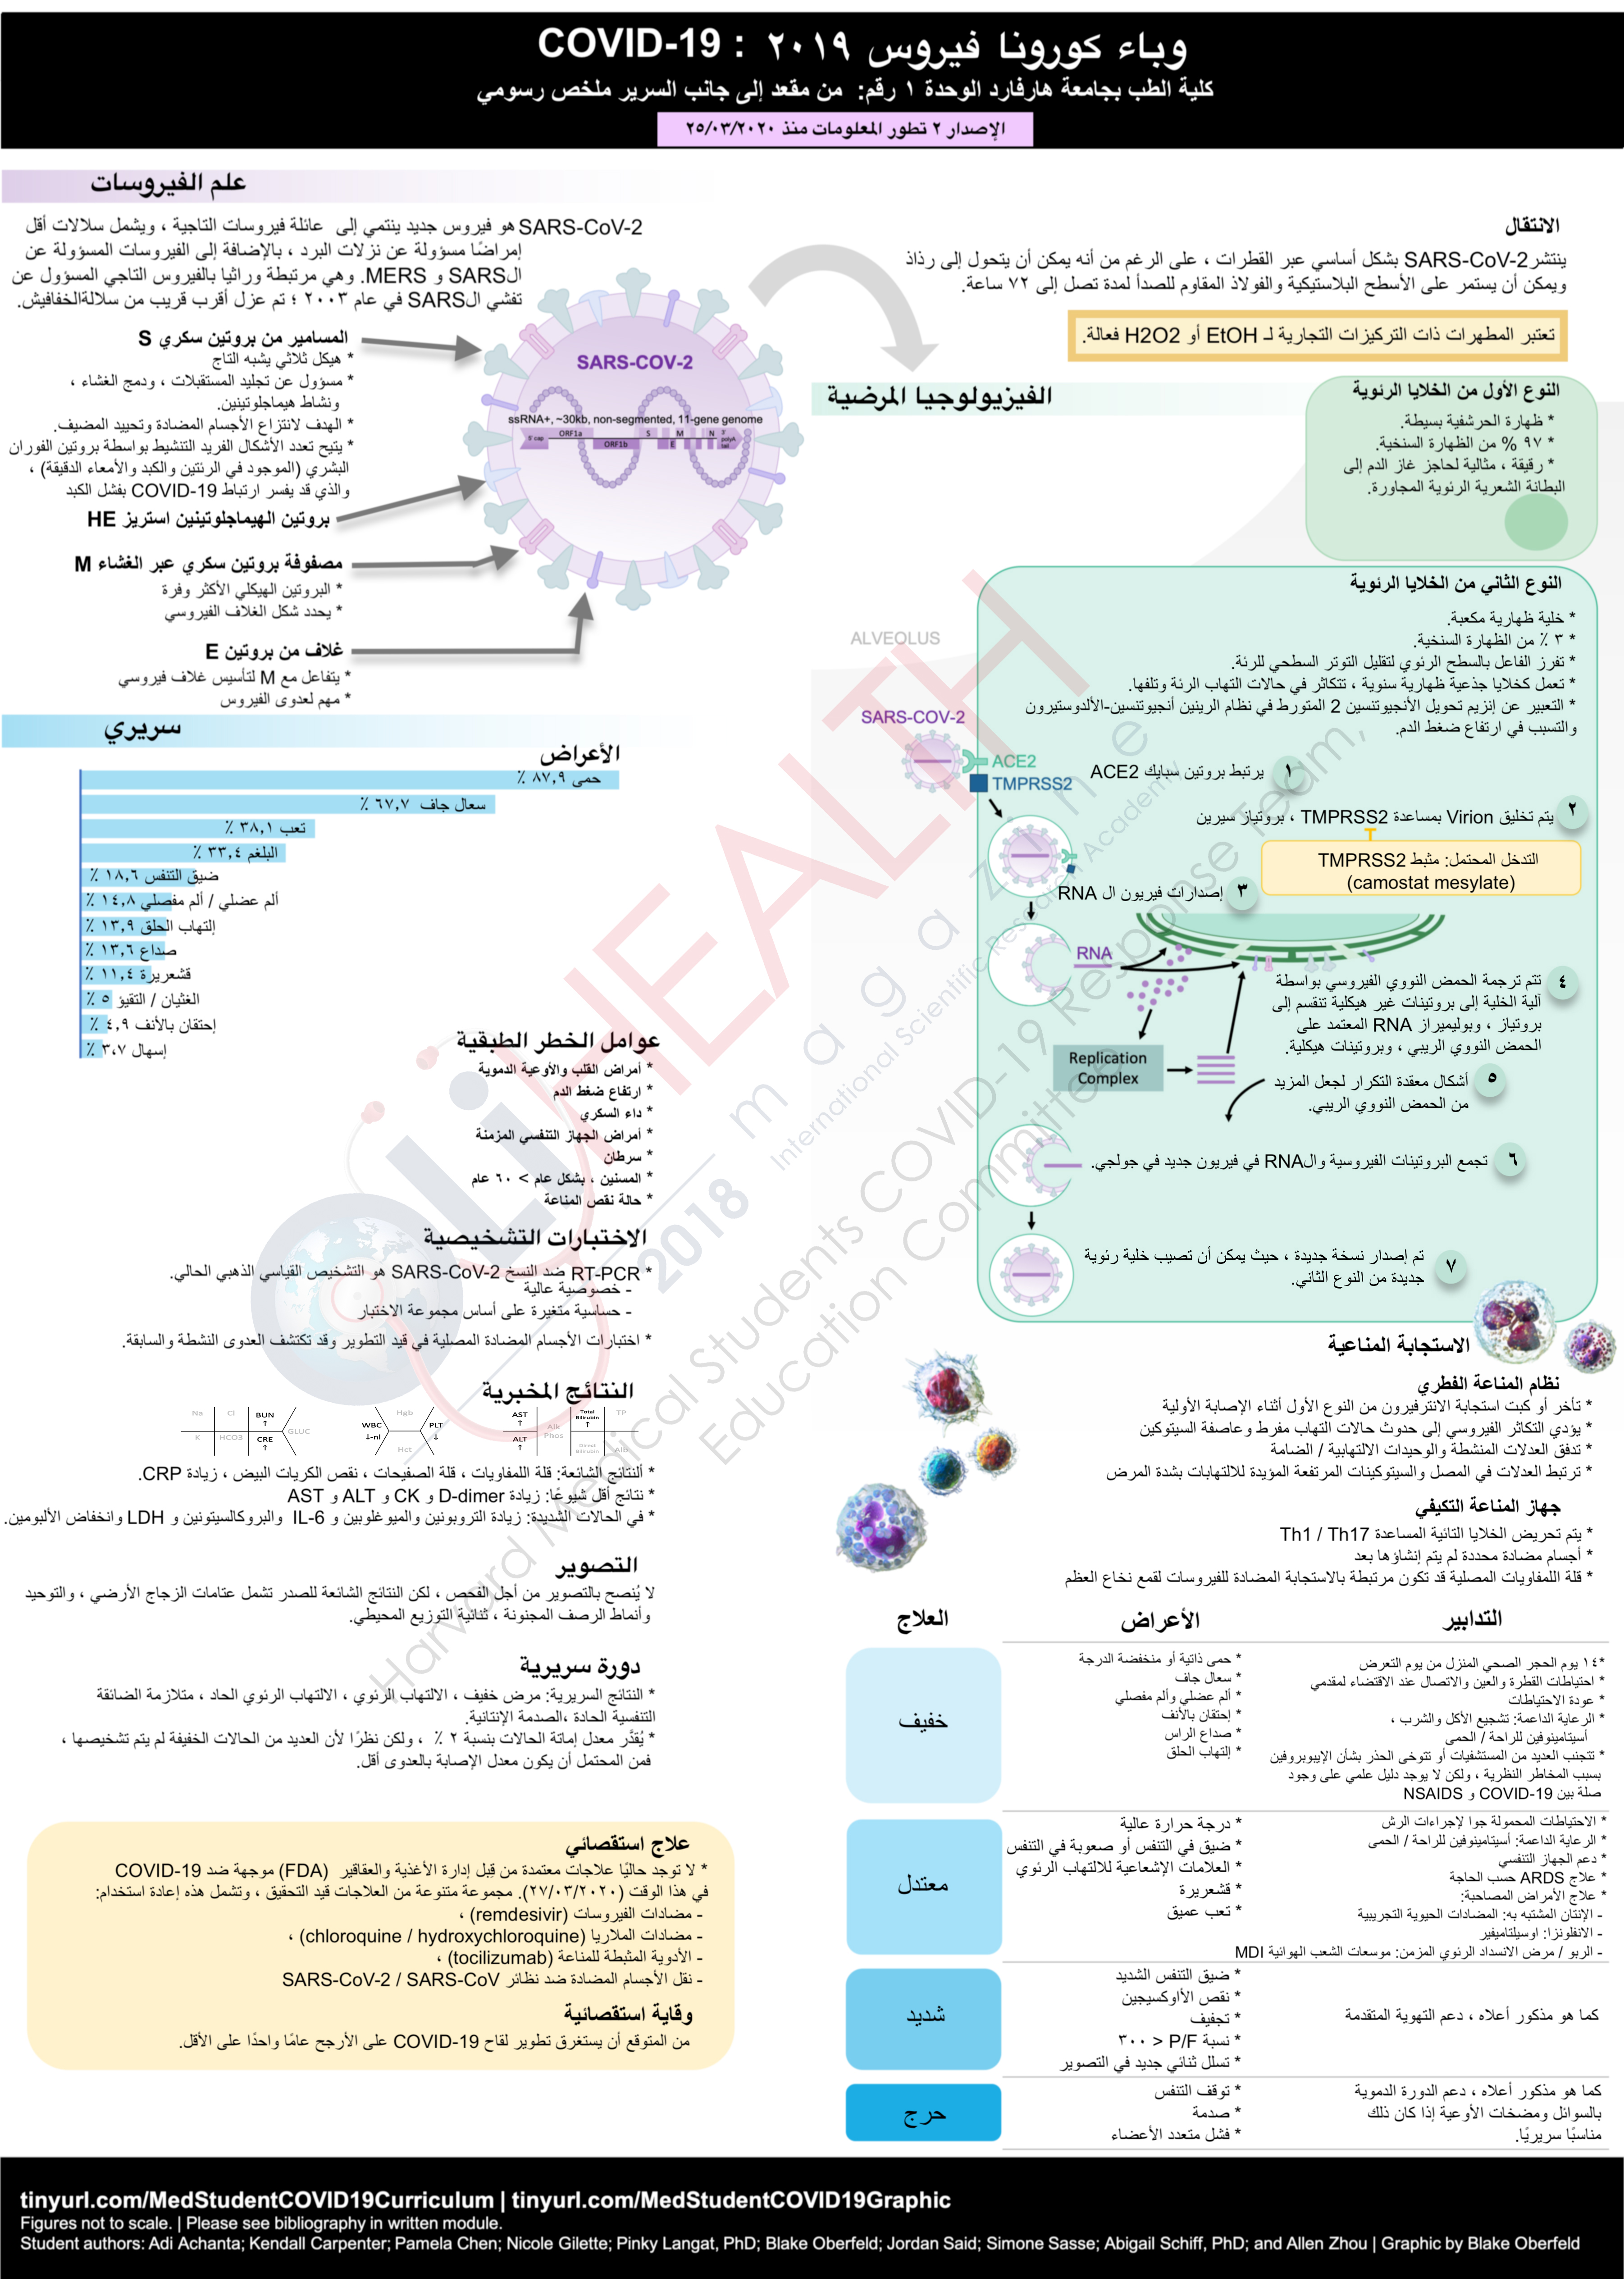 وباء كورونا فيروس ٢٠١٩ : COVID-19
كلية الطب بجامعة هارفارد الوحدة ١ رقم: من مقعد إلى جانب السرير ملخص رسومي
الإصدار ٢ تطور المعلومات منذ ٢٥/٠٣/٢٠٢٠
علم الفيروسات
SARS-CoV-2 هو فيروس جديد ينتمي إلى عائلة فيروسات التاجية ، ويشمل سلالات أقل
إمراضًا مسؤولة عن نزلات البرد ، بالإضافة إلى الفيروسات المسؤولة عن
الSARS و MERS. وهي مرتبطة وراثيا بالفيروس التاجي المسؤول عن
تفشي الSARS في عام ٢٠٠٣ ؛ تم عزل أقرب قريب من سلالةالخفافيش.
المسامير من بروتين سكري S
* هيكل ثلاثي يشبه التاج
* مسؤول عن تجليد المستقبلات ، ودمج الغشاء ،
ونشاط هيماجلوتينين.
* الهدف لانتزاع الأجسام المضادة وتحييد المضيف.
* يتيح تعدد الأشكال الفريد التنشيط بواسطة بروتين الفوران
البشري (الموجود في الرئتين والكبد والأمعاء الدقيقة) ،
والذي قد يفسر ارتباط COVID-19 بفشل الكبد
بروتين الهيماجلوتينين استريز HE
مصفوفة بروتين سكري عبر الغشاء M
* البروتين الهيكلي الأكثر وفرة
* يحدد شكل الغلاف الفيروسي
غلاف من بروتين E
* يتفاعل مع M لتأسيس غلاف فيروسي
* مهم لعدوى الفيروس
SARS-COV-2
ssRNA+, ~30kb, non-segmented, 11-gene genome
5' cap ORF1a ORF1b S E M N 3' polyA tail
سريري
الأعراض
حمى ٨٧,٩ ٪
سعال جاف ٦٧,٧ ٪
تعب ٣٨,١ ٪
البلغم ٣٣,٤ ٪
ضيق التنفس ١٨,٦ ٪
ألم عضلي / ألم مفصلي ١٤,٨ ٪
إلتهاب الحلق ١٣,٩ ٪
صداع ١٣,٦ ٪
قشعريرة ١١,٤ ٪
الغثيان / التقيؤ ٥ ٪
إحتقان بالأنف ٤,٩ ٪
إسهال ٣,٧ ٪
عوامل الخطر الطبقية
* أمراض القلب والأوعية الدموية
* ارتفاع ضغط الدم
* داء السكري
* أمراض الجهاز التنفسي المزمنة
* سرطان
* المسنين ، بشكل عام > ٦٠ عام
* حالة نقص المناعة
الاختبارات التشخيصية
* RT-PCR ضد النسخ SARS-CoV-2 هو التشخيص القياسي الذهبي الحالي.
- خصوصية عالية
- حساسية متغيرة على أساس مجموعة الاختبار
* اختبارات الأجسام المضادة المصلية في قيد التطوير وقد تكتشف العدوى النشطة والسابقة.
النتائج المخبرية
Na Cl BUN ↑ K HCO3 CRE ↑ GLUC
Hgb WBC ↓-nl PLT ↓ Hct
AST ↑ ALT ↑ Alk Phos Total Bilirubin ↑ Direct Bilirubin TP Alb
* ألنتائج الشائعة: قلة اللمفاويات ، قلة الصفيحات ، نقص الكريات البيض ، زيادة CRP.
* نتائج أقل شيوعًا: زيادة D-dimer و CK و ALT و AST
* في الحالات الشديدة: زيادة التروبونين والميوغلوبين و IL-6 والبروكالسيتونين و LDH وانخفاض الألبومين.
التصوير
لا يُنصح بالتصوير من أجل الفحص ، لكن النتائج الشائعة للصدر تشمل عتامات الزجاج الأرضي ، والتوحيد
وأنماط الرصف المجنونة ، ثنائية التوزيع المحيطي.
دورة سريرية
* النتائج السريرية: مرض خفيف ، الالتهاب الرئوي ، الالتهاب الرئوي الحاد ، متلازمة الضائقة
التنفسية الحادة ،الصدمة الإنتانية.
* يُقدَّر معدل إماتة الحالات بنسبة ٢ ٪ ، ولكن نظرًا لأن العديد من الحالات الخفيفة لم يتم تشخيصها ،
فمن المحتمل أن يكون معدل الإصابة بالعدوى أقل.
علاج استقصائي
* لا توجد حاليًا علاجات معتمدة من قِبل إدارة الأغذية والعقاقير (FDA) موجهة ضد COVID-19
في هذا الوقت (٢٧/٠٣/٢٠٢٠). مجموعة متنوعة من العلاجات قيد التحقيق ، وتشمل هذه إعادة استخدام:
- مضادات الفيروسات (remdesivir) ،
- مضادات الملاريا (chloroquine / hydroxychloroquine) ،
- الأدوية المثبطة للمناعة (tocilizumab) ،
- نقل الأجسام المضادة ضد نظائر SARS-CoV-2 / SARS-CoV
وقاية استقصائية
من المتوقع أن يستغرق تطوير لقاح COVID-19 على الأرجح عامًا واحدًا على الأقل.
الانتقال
ينتشرSARS-CoV-2 بشكل أساسي عبر القطرات ، على الرغم من أنه يمكن أن يتحول إلى رذاذ
ويمكن أن يستمر على الأسطح البلاستيكية والفولاذ المقاوم للصدأ لمدة تصل إلى ٧٢ ساعة.
تعتبر المطهرات ذات التركيزات التجارية لـ EtOH أو H2O2 فعالة.
الفيزيولوجيا المرضية
النوع الأول من الخلايا الرئوية
* ظهارة الحرشفية بسيطة.
* ٩٧ % من الظهارة السنخية.
* رقيقة ، مثالية لحاجز غاز الدم إلى
البطانة الشعرية الرئوية المجاورة.
النوع الثاني من الخلايا الرئوية
* خلية ظهارية مكعبة.
* ٣ ٪ من الظهارة السنخية.
* تفرز الفاعل بالسطح الرئوي لتقليل التوتر السطحي للرئة.
* تعمل كخلايا جذعية ظهارية سنوية ، تتكاثر في حالات التهاب الرئة وتلفها.
* التعبير عن إنزيم تحويل الأنجيوتنسين 2 المتورط في نظام الرينين أنجيوتنسين-الألدوستيرون
والتسبب في ارتفاع ضغط الدم.
ALVEOLUS
SARS-COV-2
ACE2
TMPRSS2
١ يرتبط بروتين سبايك ACE2
٢ يتم تخليق Virion بمساعدة TMPRSS2 ، بروتياز سيرين
التدخل المحتمل: مثبط TMPRSS2
(camostat mesylate)
٣ إصدارات فيريون ال RNA
RNA
٤ تتم ترجمة الحمض النووي الفيروسي بواسطة
آلية الخلية إلى بروتينات غير هيكلية تنقسم إلى
بروتياز ، وبوليميراز RNA المعتمد على
الحمض النووي الريبي ، وبروتينات هيكلية.
Replication
Complex
٥ أشكال معقدة التكرار لجعل المزيد
من الحمض النووي الريبي.
٦ تجمع البروتينات الفيروسية والRNA في فيريون جديد في جولجي.
٧ تم إصدار نسخة جديدة ، حيث يمكن أن تصيب خلية رئوية
جديدة من النوع الثاني.
الاستجابة المناعية
نظام المناعة الفطري
* تأخر أو كبت استجابة الانترفيرون من النوع الأول أثناء الإصابة الأولية
* يؤدي التكاثر الفيروسي إلى حدوث حالات التهاب مفرط وعاصفة السيتوكين
* تدفق العدلات المنشطة والوحيدات الالتهابية / الضامة
* ترتبط العدلات في المصل والسيتوكينات المرتفعة المؤيدة للالتهابات بشدة المرض
جهاز المناعة التكيفي
* يتم تحريض الخلايا التائية المساعدة Th1 / Th17
* أجسام مضادة محددة لم يتم إنشاؤها بعد
* قلة اللمفاويات المصلية قد تكون مرتبطة بالاستجابة المضادة للفيروسات لقمع نخاع العظم
التدابير الأعراض العلاج
*١٤ يوم الحجر الصحي المنزل من يوم التعرض
* احتياطات القطرة والعين والاتصال عند الاقتضاء لمقدمي
* عودة الاحتياطات
* الرعاية الداعمة: تشجيع الأكل والشرب ،
أسيتامينوفين للراحة / الحمى
* تتجنب العديد من المستشفيات أو تتوخى الحذر بشأن الإيبوبروفين
بسبب المخاطر النظرية ، ولكن لا يوجد دليل علمي على وجود
صلة بين COVID-19 و NSAIDS
* حمى ذاتية أو منخفضة الدرجة
* سعال جاف
* ألم عضلي وألم مفصلي
* إحتقان بالأنف
* صداع الراس
* إلتهاب الحلق
خفيف
* الاحتياطات المحمولة جوا لإجراءات الرش
* الرعاية الداعمة: أسيتامينوفين للراحة / الحمى
* دعم الجهاز التنفسي
* علاج ARDS حسب الحاجة
* علاج الأمراض المصاحبة:
- الإنتان المشتبه به: المضادات الحيوية التجريبية
- الانفلونزا: اوسيلتاميفير
- الربو / مرض الانسداد الرئوي المزمن: موسعات الشعب الهوائية MDI
* درجة حرارة عالية
* ضيق في التنفس أو صعوبة في التنفس
* العلامات الإشعاعية للالتهاب الرئوي
* قشعريرة
* تعب عميق
معتدل
كما هو مذكور أعلاه ، دعم التهوية المتقدمة
* ضيق التنفس الشديد
* نقص الأأوكسيجين
* تجفيف
* نسبة P/F < ٣٠٠
* تسلل ثنائي جديد في التصوير
شديد
كما هو مذكور أعلاه ، دعم الدورة الدموية
بالسوائل ومضخات الأوعية إذا كان ذلك
مناسبًا سريريًا.
* توقف التنفس
* صدمة
* فشل متعدد الأعضاء
حرج
OLi HEALTH
magazine
2018
International Scientific Research Academy
Harvard Medical Students COVID-19 Response Team,
Education Committee
tinyurl.com/MedStudentCOVID19Curriculum | tinyurl.com/MedStudentCOVID19Graphic
Figures not to scale. | Please see bibliography in written module.
Student authors: Adi Achanta; Kendall Carpenter; Pamela Chen; Nicole Gilette; Pinky Langat, PhD; Blake Oberfeld; Jordan Said; Simone Sasse; Abigail Schiff, PhD; and Allen Zhou | Graphic by Blake Oberfeld